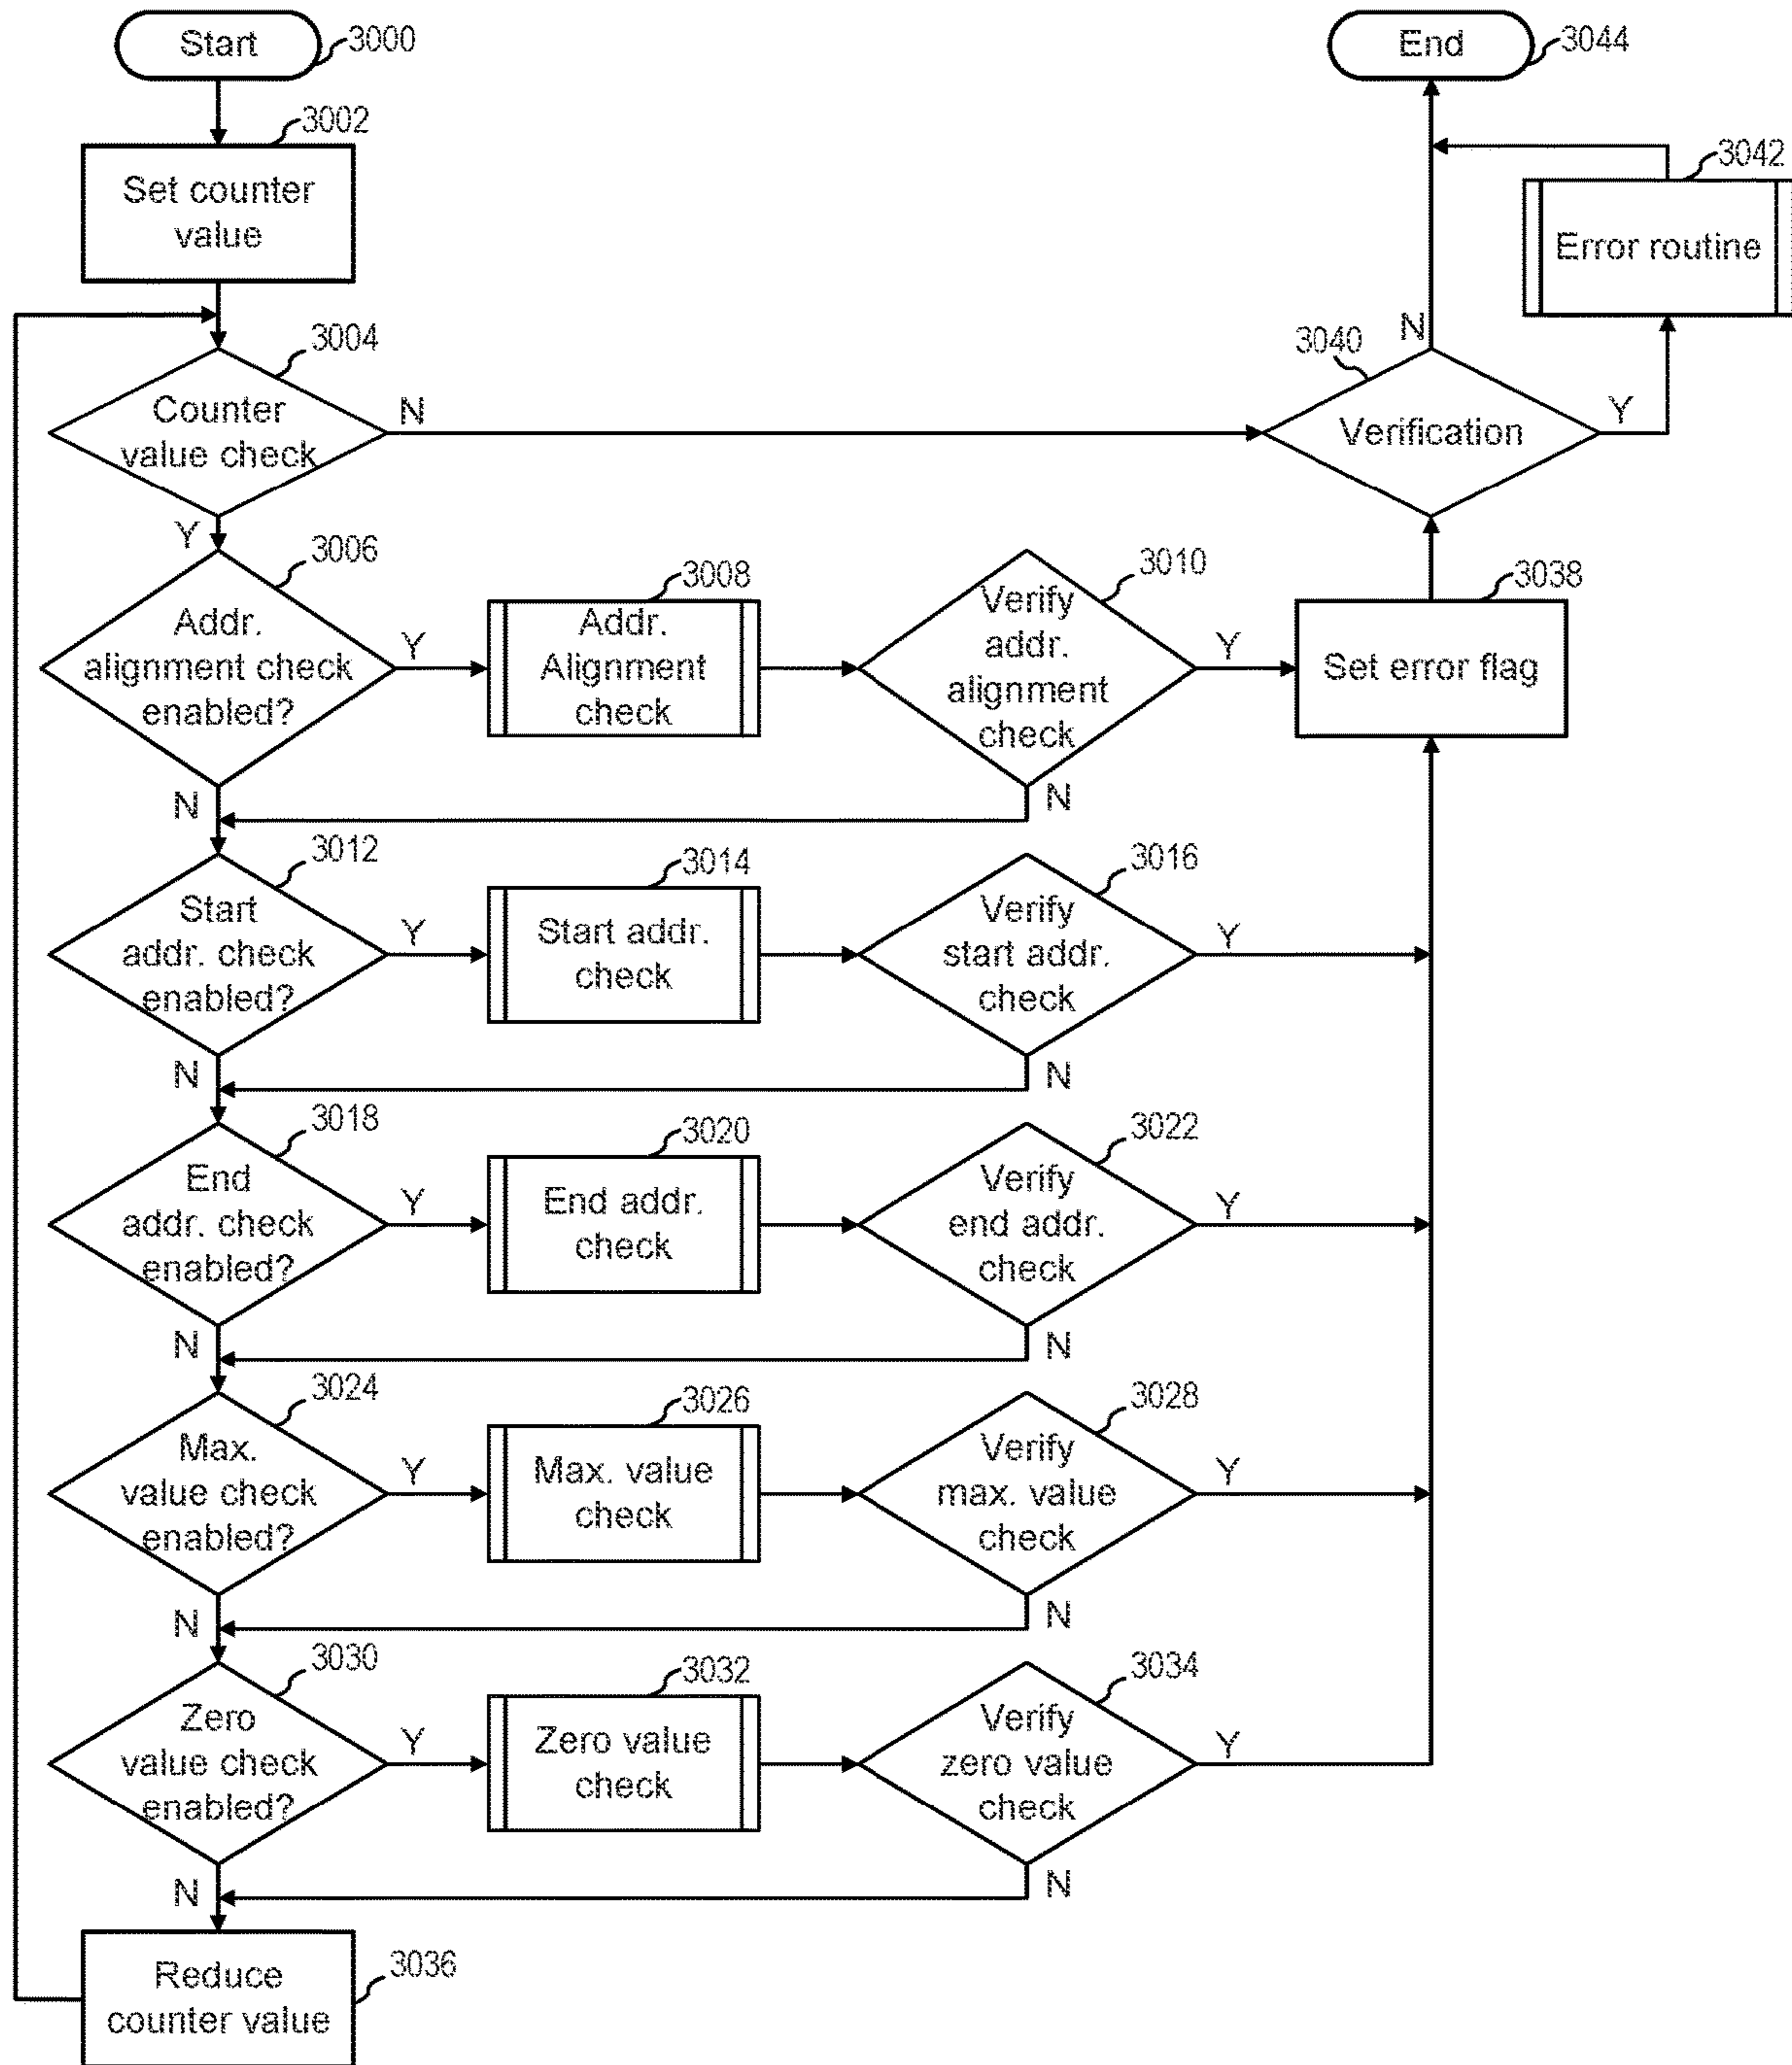 Start
3000
End
3044
3002
Set counter
value
3042
Error routine
3004
Counter
value check
N
Y
3040
Verification
N
Y
3006
Addr.
alignment check
enabled?
Y
N
3008
Addr.
Alignment
check
3010
Verify
addr.
alignment
check
Y
N
3038
Set error flag
3012
Start
addr. check
enabled?
Y
N
3014
Start addr.
check
3016
Verify
start addr.
check
Y
N
3018
End
addr. check
enabled?
Y
N
3020
End addr.
check
3022
Verify
end addr.
check
Y
N
3024
Max.
value check
enabled?
Y
N
3026
Max. value
check
3028
Verify
max. value
check
Y
N
3030
Zero
value check
enabled?
Y
N
3032
Zero value
check
3034
Verify
zero value
check
Y
N
Reduce
counter value
3036